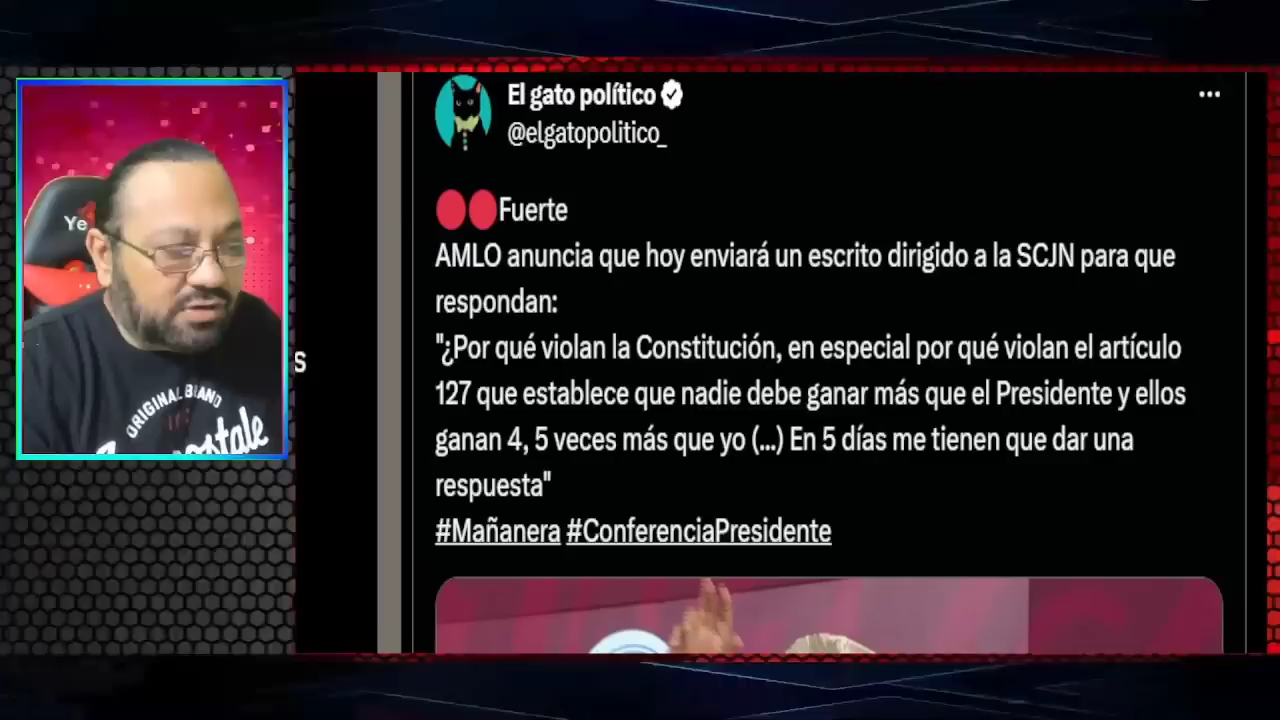 El gato político
@elgatopolitico_
Fuerte
AMLO anuncia que hoy enviará un escrito dirigido a la SCJN para que
respondan:
"¿Por qué violan la Constitución, en especial por qué violan el artículo
127 que establece que nadie debe ganar más que el Presidente y ellos
ganan 4, 5 veces más que yo (...) En 5 días me tienen que dar una
respuesta"
#Mañanera #ConferenciaPresidente
s
Ye
ORIGINAL BRAND